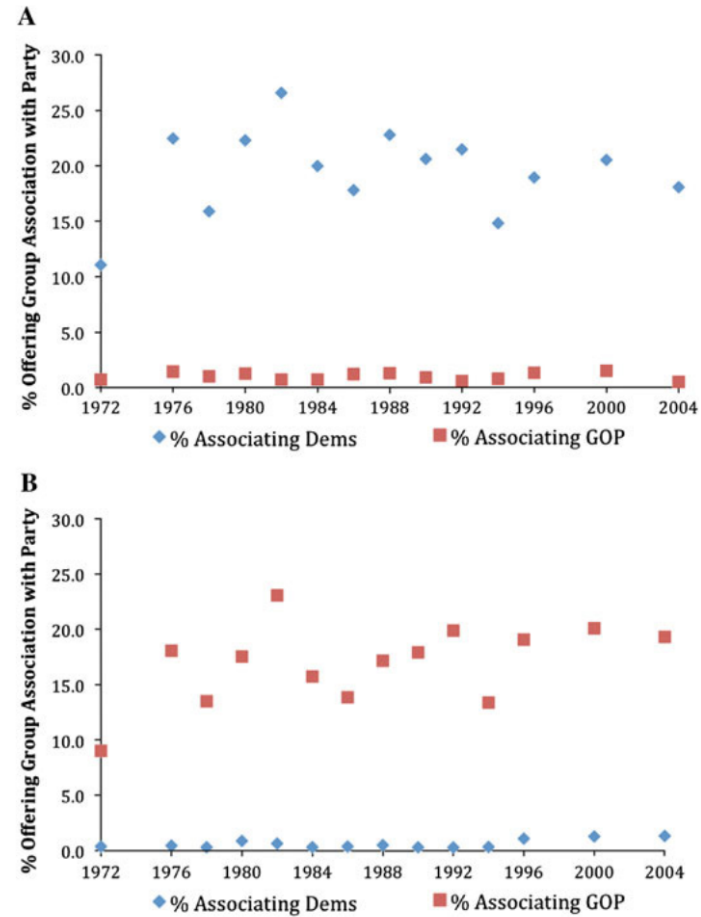 A
% Offering Group Association with Party
30.0
25.0
20.0
15.0
10.0
5.0
0.0
1972 1976 1980 1984 1988 1992 1996 2000 2004
% Associating Dems % Associating GOP
B
% Offering Group Association with Party
30.0
25.0
20.0
15.0
10.0
5.0
0.0
1972 1976 1980 1984 1988 1992 1996 2000 2004
% Associating Dems % Associating GOP